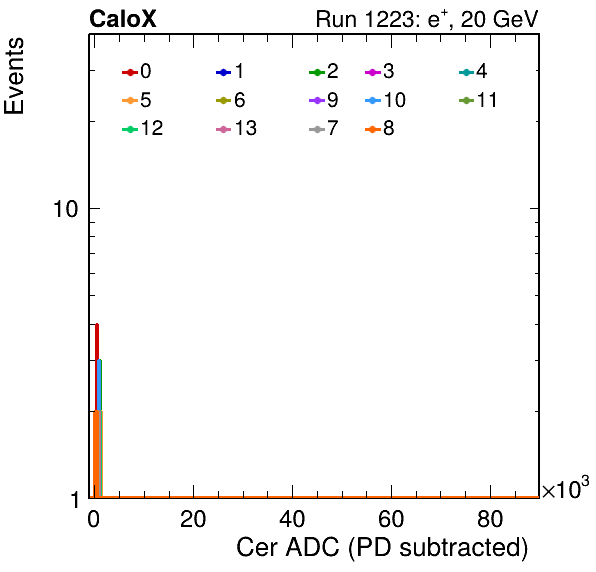 CaloX Run 1223: e⁺, 20 GeV
Events
0 1 2 3 4
5 6 9 10 11
12 13 7 8
10
1
0 20 40 60 80 ×10³
Cer ADC (PD subtracted)